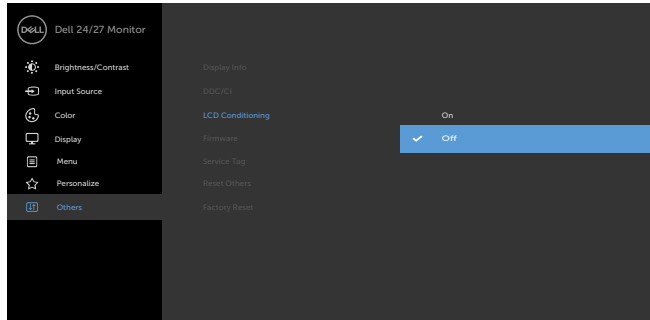 DELL Dell 24/27 Monitor
Brightness/Contrast
Input Source
Color
Display
Menu
Personalize
Others
Display Info
DDC/CI
LCD Conditioning
Firmware
Service Tag
Reset Others
Factory Reset
On
Off